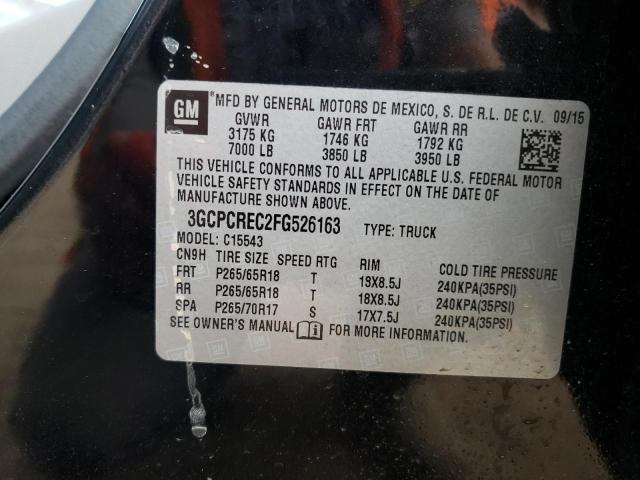 GM MFD BY GENERAL MOTORS DE MEXICO, S. DE R.L. DE C.V. 09/15
GVWR GAWR FRT GAWR RR
3175 KG 1746 KG 1792 KG
7000 LB 3850 LB 3950 LB
THIS VEHICLE CONFORMS TO ALL APPLICABLE U.S. FEDERAL MOTOR
VEHICLE SAFETY STANDARDS IN EFFECT ON THE DATE OF
MANUFACTURE SHOWN ABOVE.
3GCPCREC2FG526163 TYPE: TRUCK
MODEL: C15543
CN9H TIRE SIZE SPEED RTG RIM COLD TIRE PRESSURE
FRT P265/65R18 T 18X8.5J 240KPA(35PSI)
RR P265/65R18 T 18X8.5J 240KPA(35PSI)
SPA P265/70R17 S 17X7.5J 240KPA(35PSI)
SEE OWNER'S MANUAL FOR MORE INFORMATION.